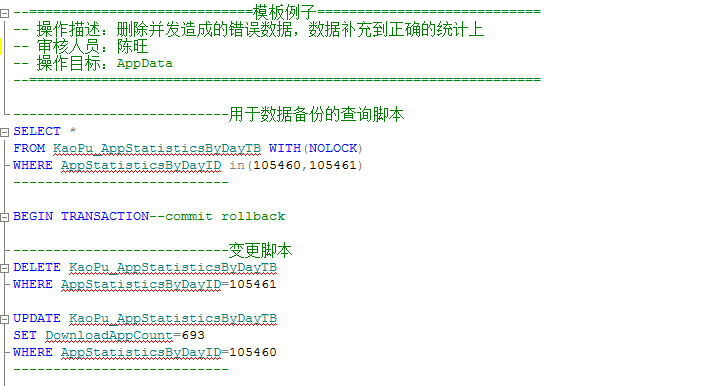 --==========================模板例子==============================
-- 操作描述：删除并发造成的错误数据，数据补充到正确的统计上
-- 审核人员：陈旺
-- 操作目标：AppData
--============================================================
---------------------------用于数据备份的查询脚本
SELECT *
FROM KaoPu_AppStatisticsByDayTB WITH(NOLOCK)
WHERE AppStatisticsByDayID in(105460,105461)
---------------------------
BEGIN TRANSACTION--commit rollback
---------------------------变更脚本
DELETE KaoPu_AppStatisticsByDayTB
WHERE AppStatisticsByDayID=105461
UPDATE KaoPu_AppStatisticsByDayTB
SET DownloadAppCount=693
WHERE AppStatisticsByDayID=105460
---------------------------